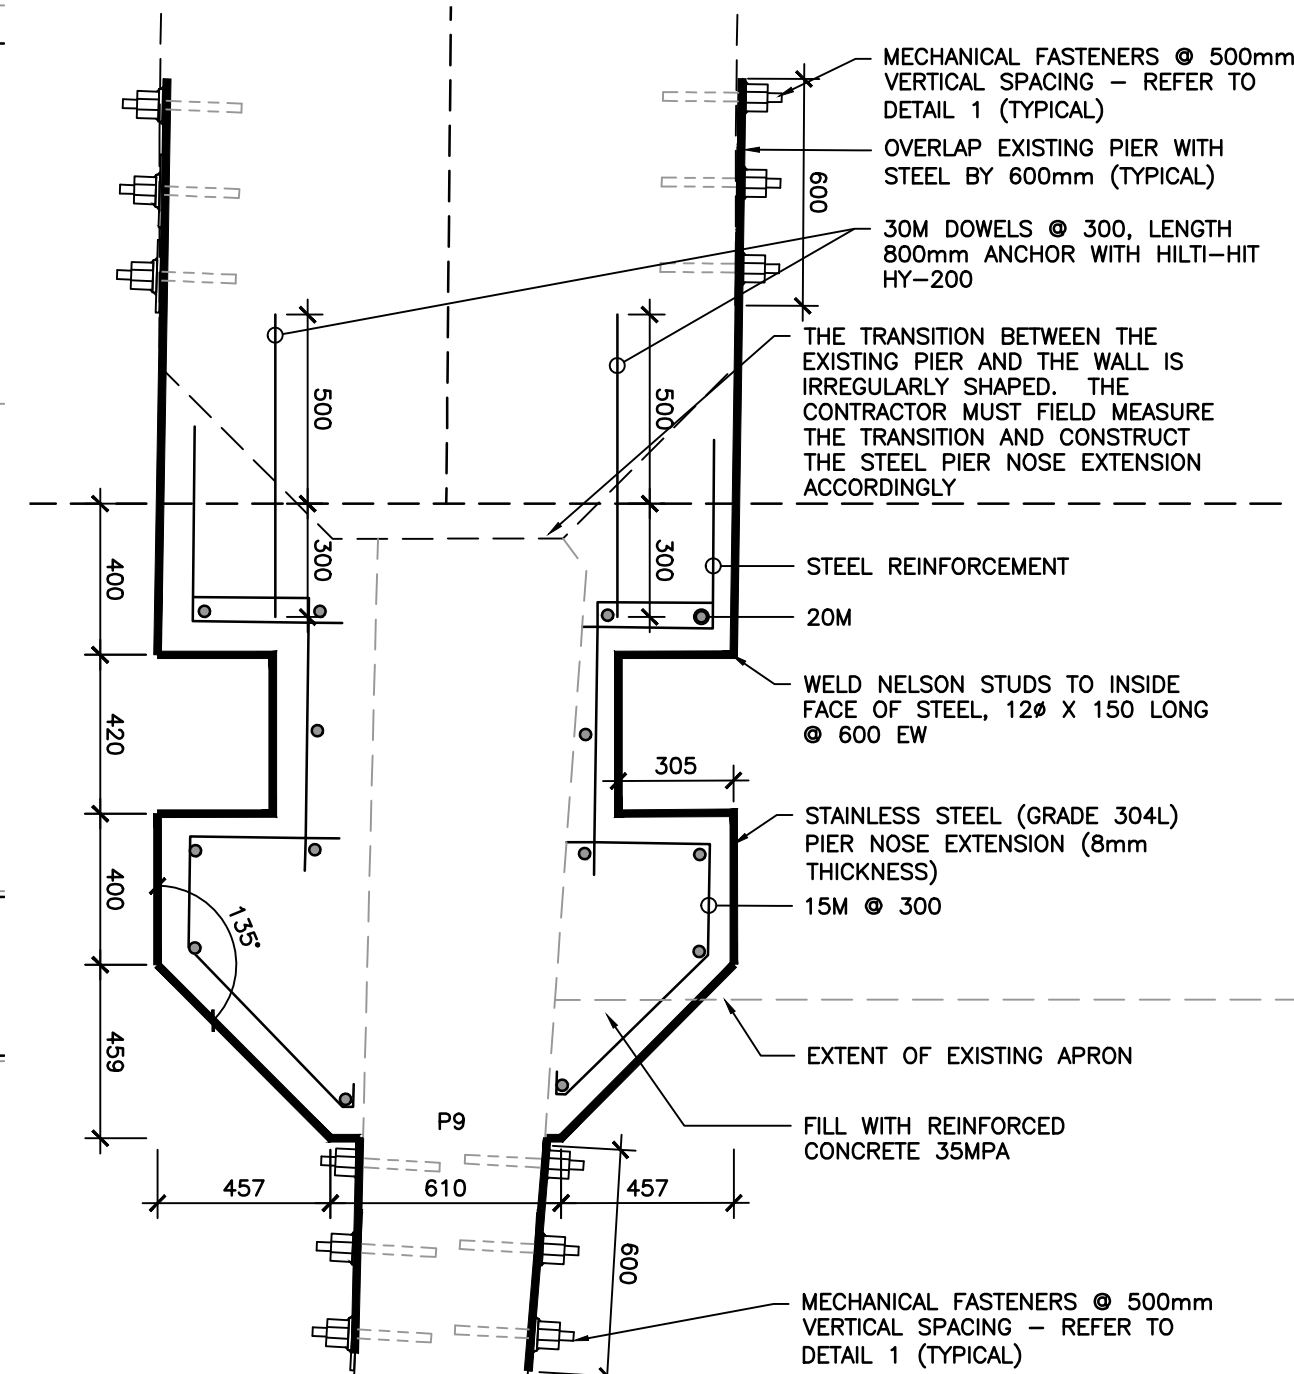 MECHANICAL FASTENERS @ 500mm
VERTICAL SPACING – REFER TO
DETAIL 1 (TYPICAL)
OVERLAP EXISTING PIER WITH
STEEL BY 600mm (TYPICAL)
600
30M DOWELS @ 300, LENGTH
800mm ANCHOR WITH HILTI–HIT
HY–200
THE TRANSITION BETWEEN THE
EXISTING PIER AND THE WALL IS
IRREGULARLY SHAPED. THE
CONTRACTOR MUST FIELD MEASURE
THE TRANSITION AND CONSTRUCT
THE STEEL PIER NOSE EXTENSION
ACCORDINGLY
500
500
300
300
400
STEEL REINFORCEMENT
20M
WELD NELSON STUDS TO INSIDE
FACE OF STEEL, 12ø X 150 LONG
@ 600 EW
420
305
STAINLESS STEEL (GRADE 304L)
PIER NOSE EXTENSION (8mm
THICKNESS)
400
15M @ 300
135°
459
EXTENT OF EXISTING APRON
P9
FILL WITH REINFORCED
CONCRETE 35MPA
457
610
457
600
MECHANICAL FASTENERS @ 500mm
VERTICAL SPACING – REFER TO
DETAIL 1 (TYPICAL)